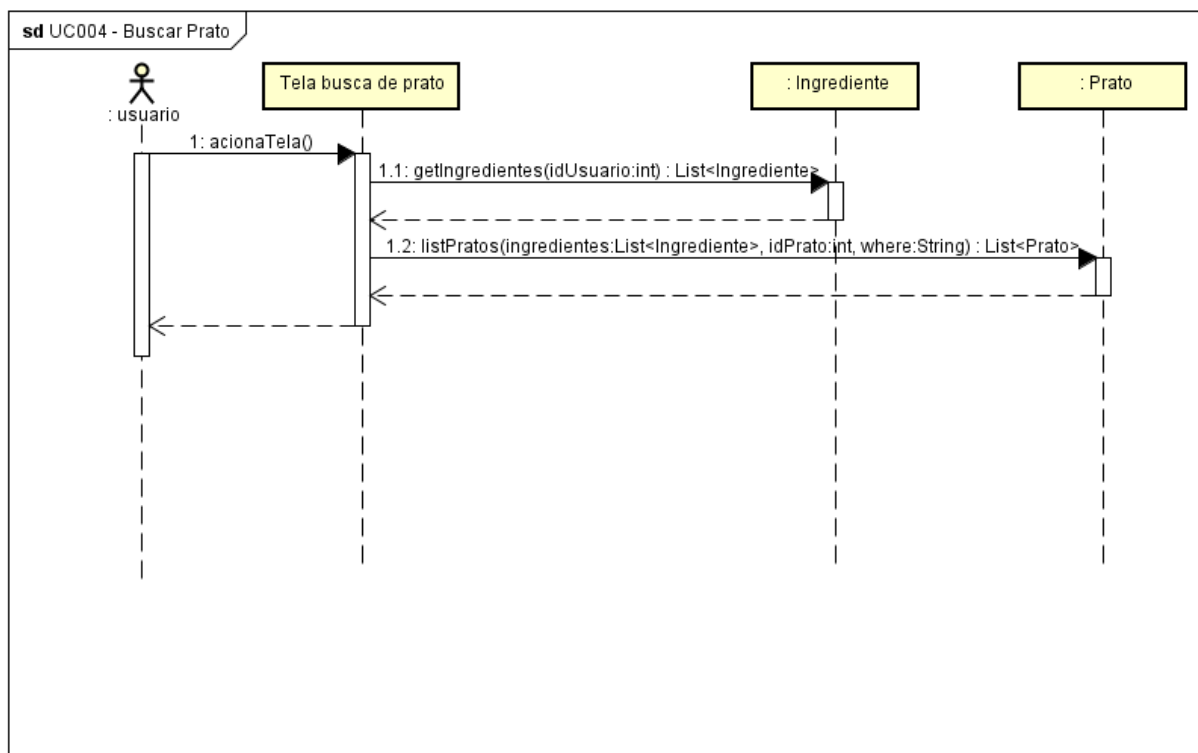 sd UC004 - Buscar Prato
: usuario
Tela busca de prato
: Ingrediente
: Prato
1: acionaTela()
1.1: getIngredientes(idUsuario:int) : List<Ingrediente>
1.2: listPratos(ingredientes:List<Ingrediente>, idPrato:int, where:String) : List<Prato>